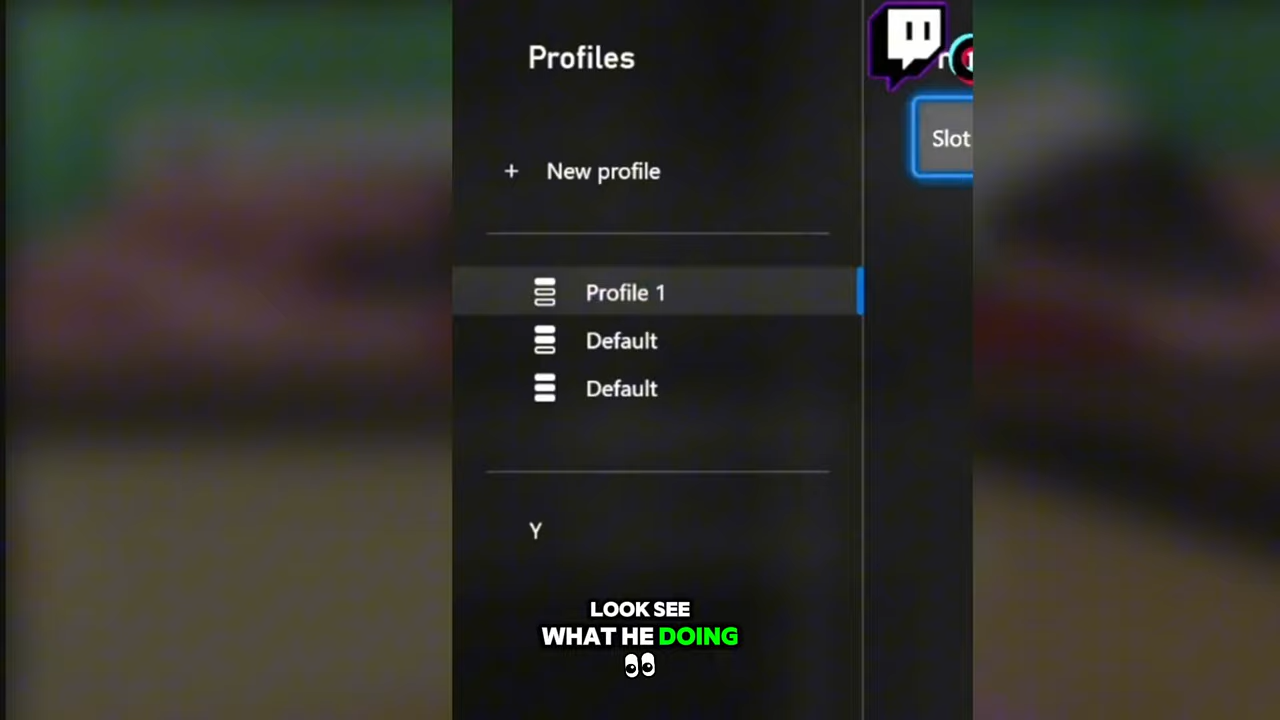 Profiles
+ New profile
Slot
Profile 1
Default
Default
Y
LOOK SEE
WHAT HE DOING